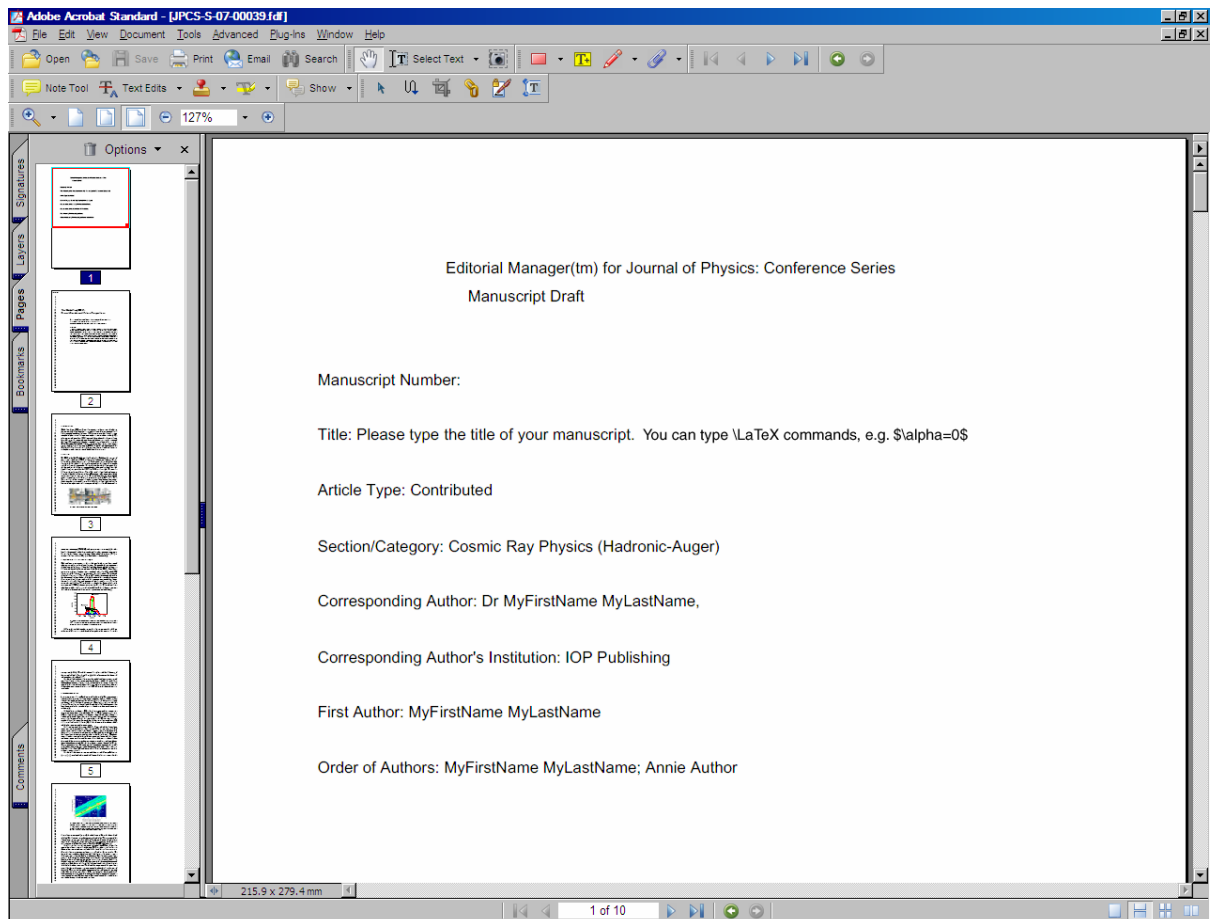 Adobe Acrobat Standard - [JPCS-S-07-00039.fdf]
File Edit View Document Tools Advanced Plug-Ins Window Help
Open Save Print Email Search Select Text
Note Tool Text Edits Show
127%
Options
Signatures
Layers
Pages
Bookmarks
Comments
1
2
3
4
5
Editorial Manager(tm) for Journal of Physics: Conference Series
Manuscript Draft
Manuscript Number:
Title: Please type the title of your manuscript. You can type \LaTeX commands, e.g. $\alpha=0$
Article Type: Contributed
Section/Category: Cosmic Ray Physics (Hadronic-Auger)
Corresponding Author: Dr MyFirstName MyLastName,
Corresponding Author's Institution: IOP Publishing
First Author: MyFirstName MyLastName
Order of Authors: MyFirstName MyLastName; Annie Author
215.9 x 279.4 mm
1 of 10